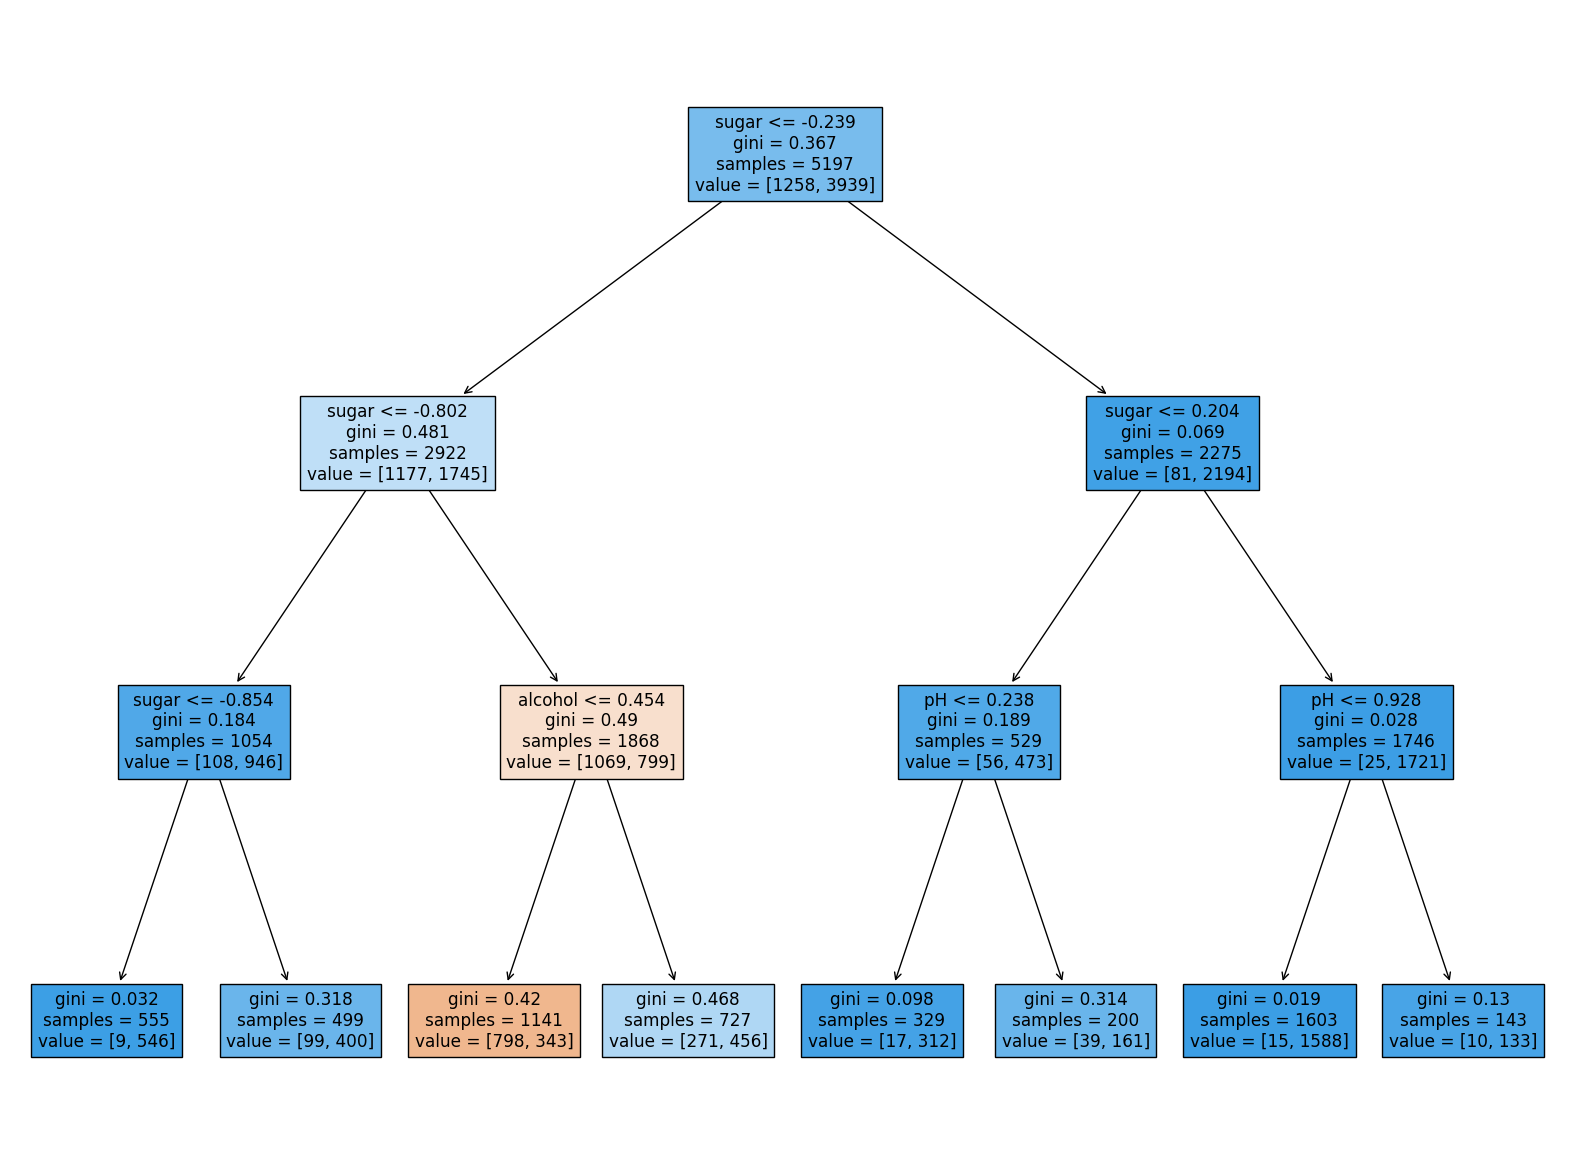 sugar <= -0.239
gini = 0.367
samples = 5197
value = [1258, 3939]
sugar <= -0.802
gini = 0.481
samples = 2922
value = [1177, 1745]
sugar <= 0.204
gini = 0.069
samples = 2275
value = [81, 2194]
sugar <= -0.854
gini = 0.184
samples = 1054
value = [108, 946]
alcohol <= 0.454
gini = 0.49
samples = 1868
value = [1069, 799]
pH <= 0.238
gini = 0.189
samples = 529
value = [56, 473]
pH <= 0.928
gini = 0.028
samples = 1746
value = [25, 1721]
gini = 0.032
samples = 555
value = [9, 546]
gini = 0.318
samples = 499
value = [99, 400]
gini = 0.42
samples = 1141
value = [798, 343]
gini = 0.468
samples = 727
value = [271, 456]
gini = 0.098
samples = 329
value = [17, 312]
gini = 0.314
samples = 200
value = [39, 161]
gini = 0.019
samples = 1603
value = [15, 1588]
gini = 0.13
samples = 143
value = [10, 133]